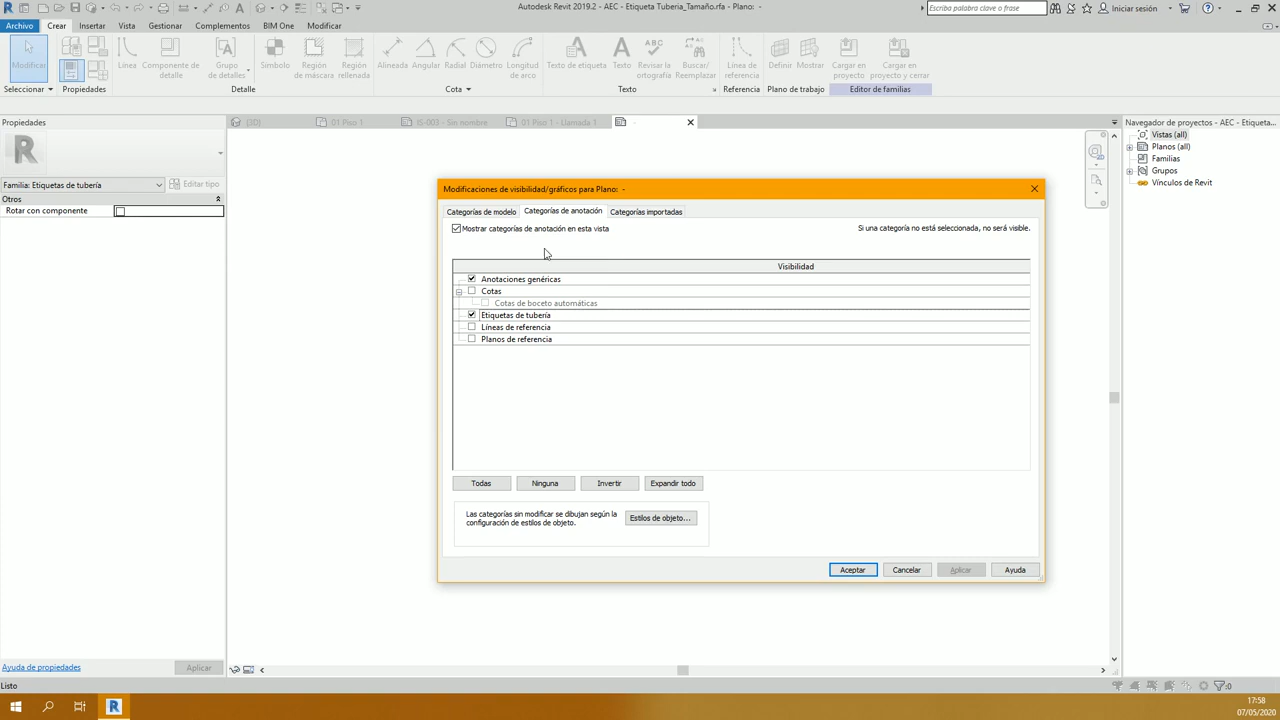 Autodesk Revit 2019.2 - AEC - Etiqueta Tuberia_Tamaño.rfa - Plano: -
Escriba palabra clave o frase
Iniciar sesión
Archivo Crear Insertar Vista Gestionar Complementos BIM One Modificar
Modificar
Línea
Componente de detalle
Grupo de detalles
Símbolo
Región de máscara
Región rellenada
Alineada
Angular
Radial
Diámetro
Longitud de arco
Texto de etiqueta
Texto
ABC
Revisar la ortografía
Buscar/ Reemplazar
Línea de referencia
Definir
Mostrar
Cargar en proyecto
Cargar en proyecto y cerrar
Seleccionar
Propiedades
Detalle
Cota
Texto
Referencia
Plano de trabajo
Editor de familias
Propiedades
{3D}
01 Piso 1
IS-003 - Sin nombre
01 Piso 1 - Llamada 1
-
Navegador de proyectos - AEC - Etiqueta...
Vistas (all)
Planos (all)
Familias
Grupos
Vínculos de Revit
Familia: Etiquetas de tubería
Editar tipo
Otros
Rotar con componente
Modificaciones de visibilidad/gráficos para Plano: -
Categorías de modelo
Categorías de anotación
Categorías importadas
Mostrar categorías de anotación en esta vista
Si una categoría no está seleccionada, no será visible.
Visibilidad
Anotaciones genéricas
Cotas
Cotas de boceto automáticas
Etiquetas de tubería
Líneas de referencia
Planos de referencia
Todas
Ninguna
Invertir
Expandir todo
Las categorías sin modificar se dibujan según la
configuración de estilos de objeto.
Estilos de objeto...
Aceptar
Cancelar
Aplicar
Ayuda
Ayuda de propiedades
Aplicar
Listo
:0
17:58
07/05/2020